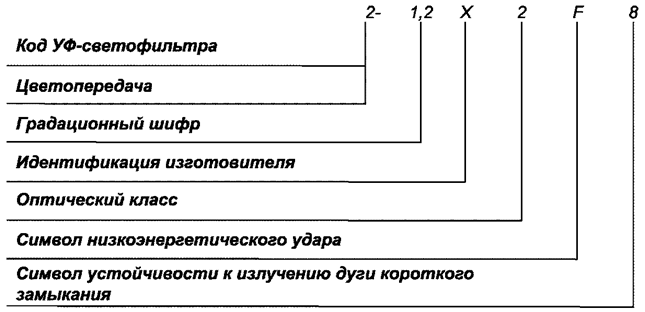 2- 1,2 X 2 F 8
Код УФ-светофильтра
Цветопередача
Градационный шифр
Идентификация изготовителя
Оптический класс
Символ низкоэнергетического удара
Символ устойчивости к излучению дуги короткого
замыкания